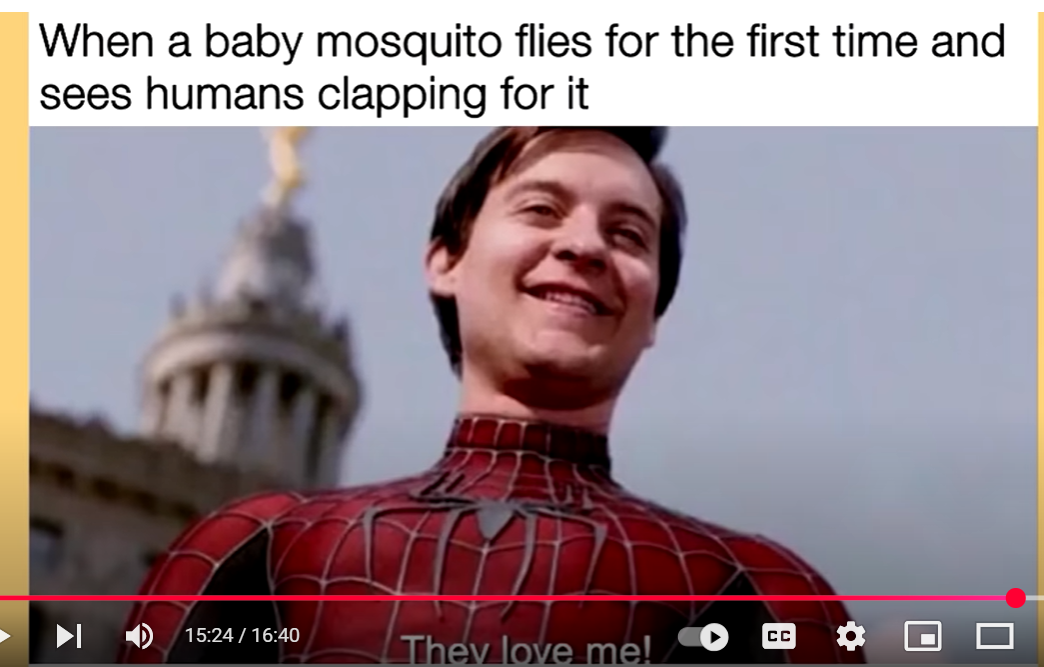 When a baby mosquito flies for the first time and
sees humans clapping for it
15:24 / 16:40
CC
They love me!